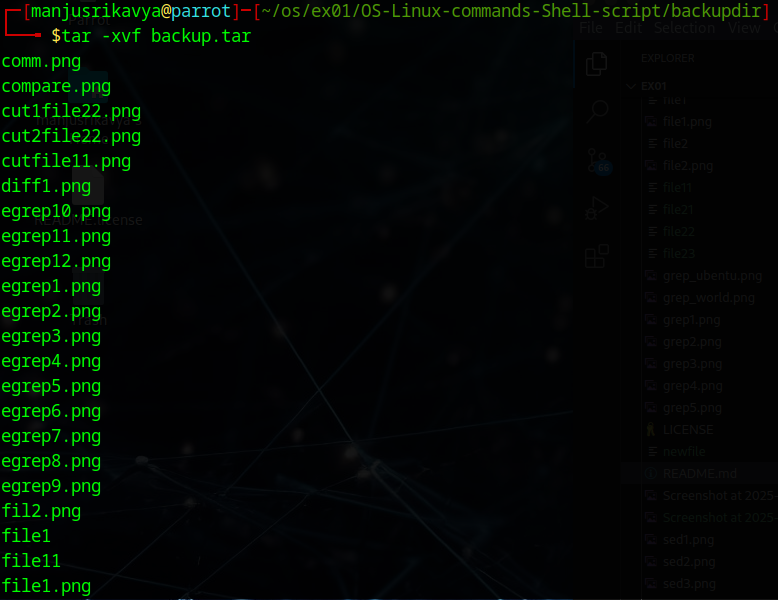 ┌─[manjusrikavya@parrot]─[~/os/ex01/OS-Linux-commands-Shell-script/backupdir]
└──╼ $tar -xvf backup.tar
comm.png
compare.png
cut1file22.png
cut2file22.png
cutfile11.png
diff1.png
egrep10.png
egrep11.png
egrep12.png
egrep1.png
egrep2.png
egrep3.png
egrep4.png
egrep5.png
egrep6.png
egrep7.png
egrep8.png
egrep9.png
fil2.png
file1
file11
file1.png
File Edit Selection View
EXPLORER
EX01
file1
file1.png
file2
file2.png
file11
file21
file22
file23
grep_ubuntu.png
grep_world.png
grep1.png
grep2.png
grep3.png
grep4.png
grep5.png
LICENSE
newfile
README.md
Screenshot at 2025-
Screenshot at 2025-
sed1.png
sed2.png
sed3.png